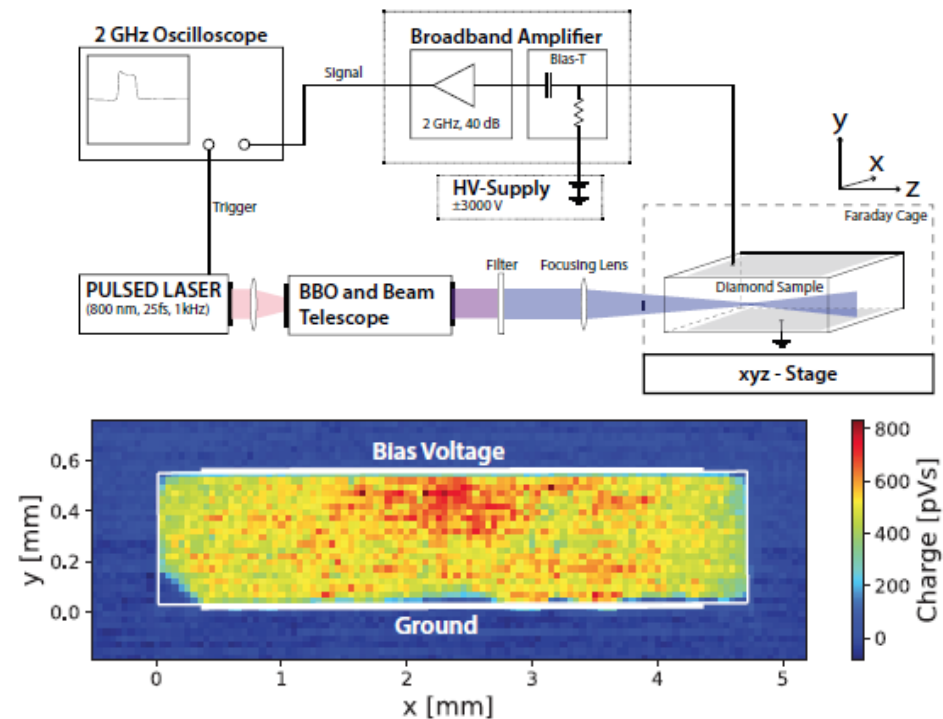 2 GHz Oscilloscope
Broadband Amplifier
Bias-T
Signal
2 GHz, 40 dB
HV-Supply
±3000 V
Trigger
y
x
z
Faraday Cage
PULSED LASER
(800 nm, 25fs, 1kHz)
BBO and Beam
Telescope
Filter
Focusing Lens
Diamond Sample
xyz - Stage
Bias Voltage
Ground
y [mm]
0.6
0.4
0.2
0.0
0
1
2
3
4
5
x [mm]
800
600
400
200
0
Charge [pVs]